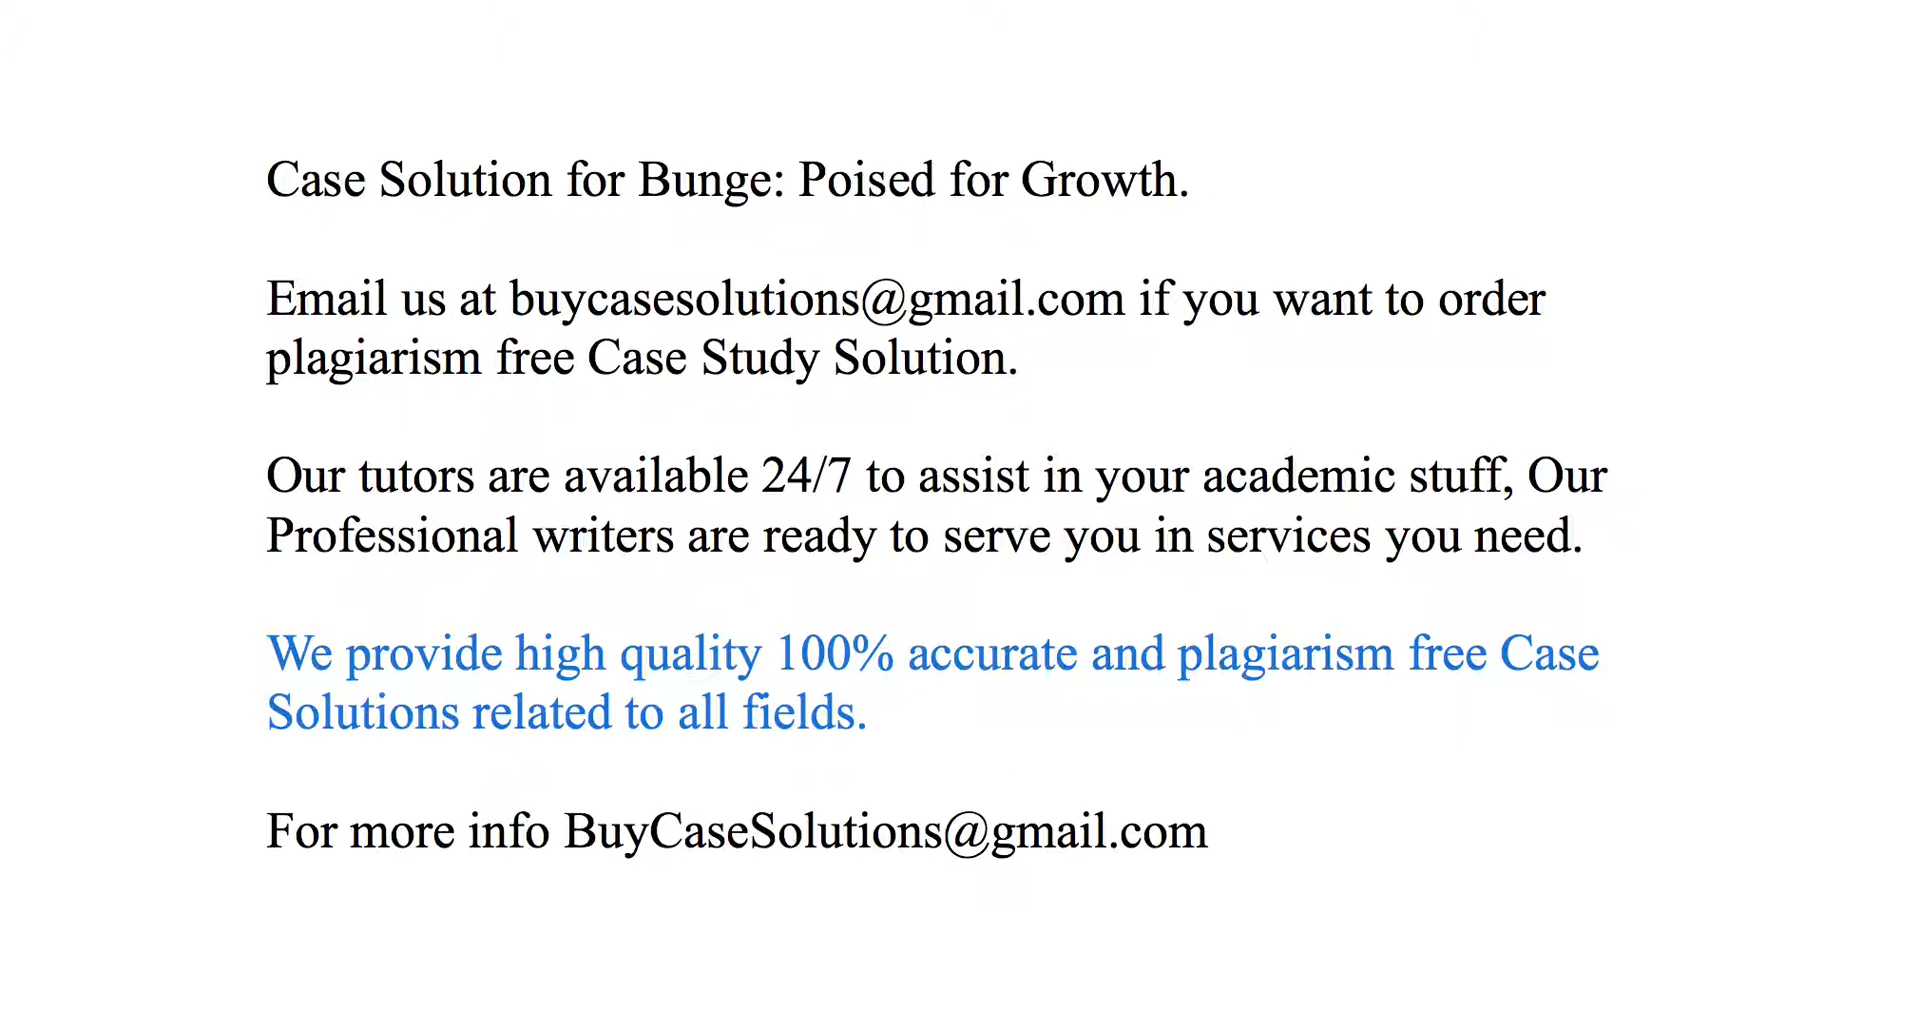 Case Solution for Bunge: Poised for Growth.
Email us at buycasesolutions@gmail.com if you want to order
plagiarism free Case Study Solution.
Our tutors are available 24/7 to assist in your academic stuff, Our
Professional writers are ready to serve you in services you need.
We provide high quality 100% accurate and plagiarism free Case
Solutions related to all fields.
For more info BuyCaseSolutions@gmail.com